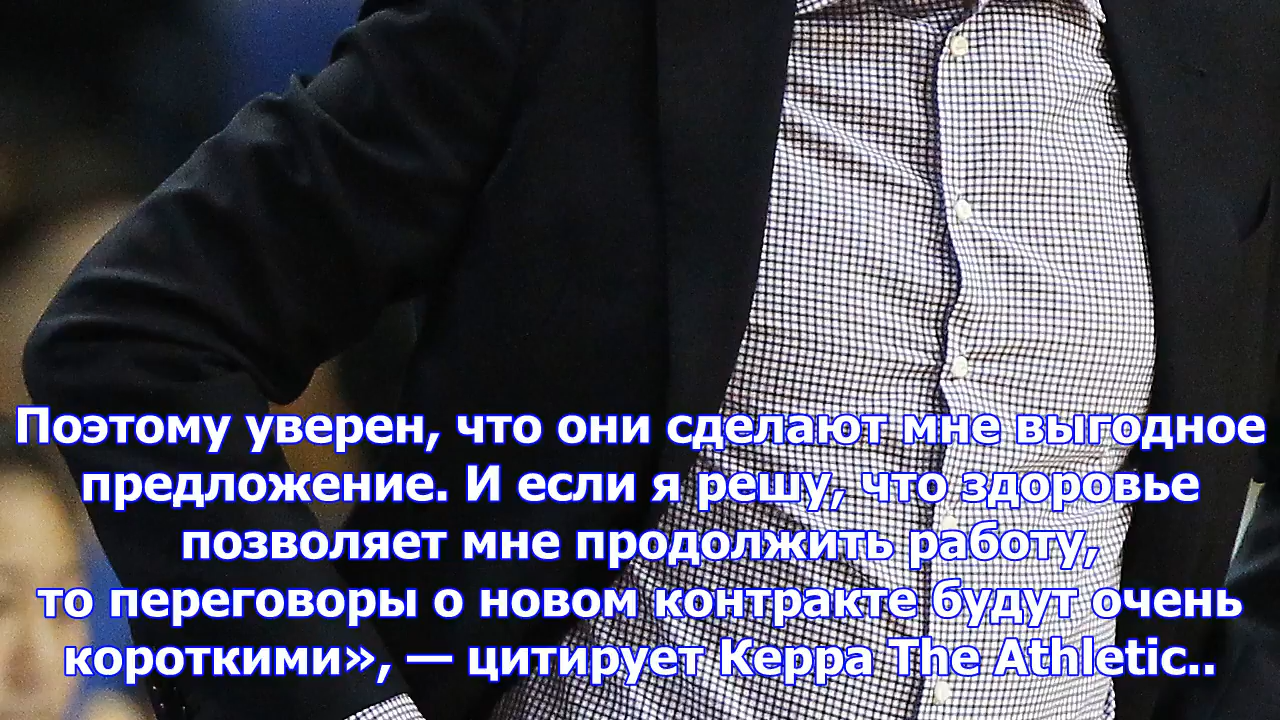 Поэтому уверен, что они сделают мне выгодное
предложение. И если я решу, что здоровье
позволяет мне продолжить работу,
то переговоры о новом контракте будут очень
короткими», — цитирует Керра The Athletic..